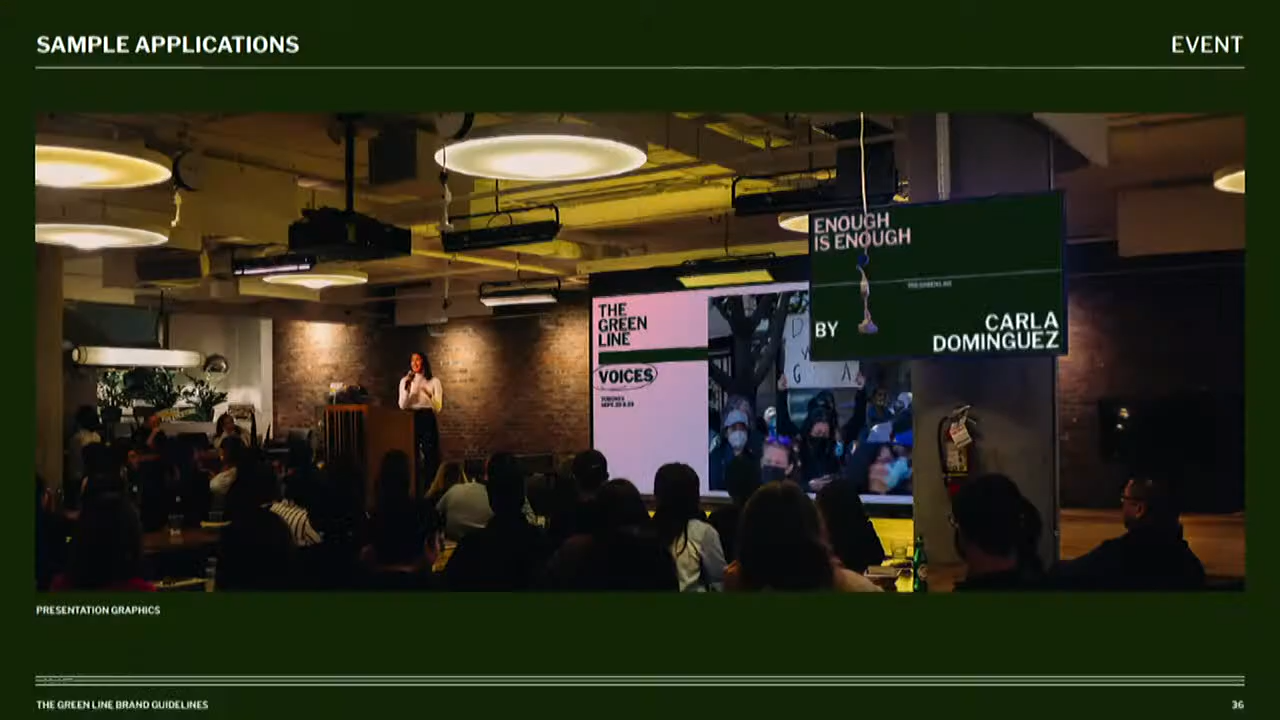 SAMPLE APPLICATIONS
EVENT
ENOUGH
IS ENOUGH
BY
CARLA
DOMINGUEZ
THE
GREEN
LINE
VOICES
TORONTO
D
G A
PRESENTATION GRAPHICS
THE GREEN LINE BRAND GUIDELINES
36